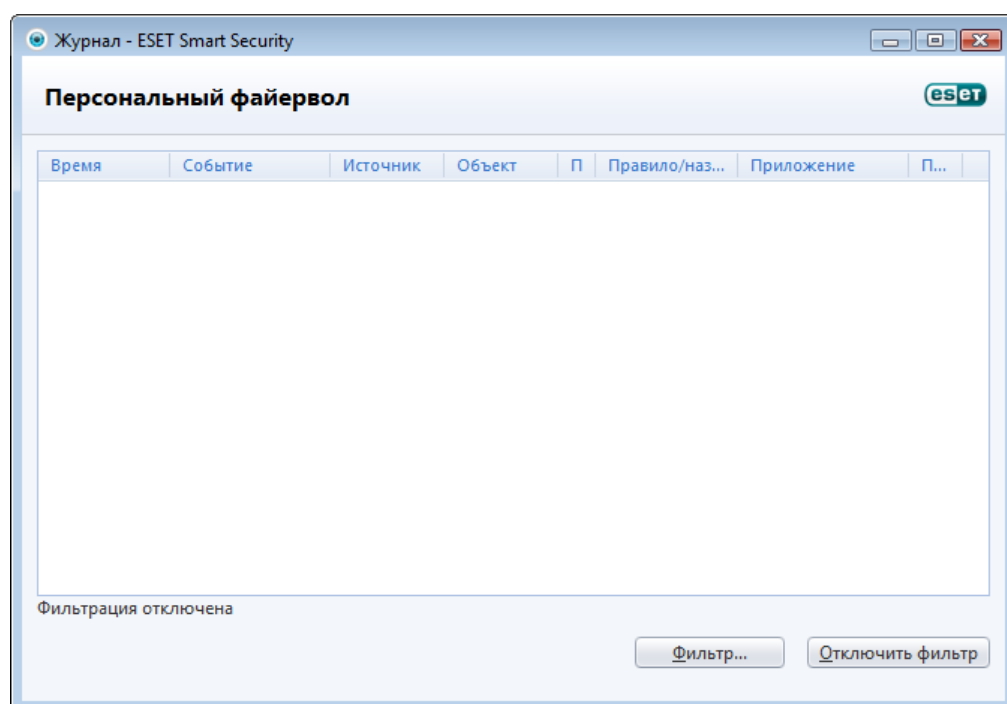 Журнал - ESET Smart Security
Персональный файервол
eset
Время Событие Источник Объект П Правило/наз... Приложение П...
Фильтрация отключена
Фильтр... Отключить фильтр